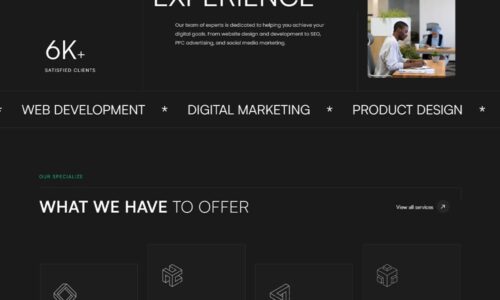 EXPERIENCE
Our team of experts is dedicated to helping you achieve your
digital goals. From website design and development to SEO,
PPC advertising, and social media marketing.
6K+
SATISFIED CLIENTS
* WEB DEVELOPMENT * DIGITAL MARKETING * PRODUCT DESIGN *
OUR SPECIALIZE
WHAT WE HAVE TO OFFER
View all services